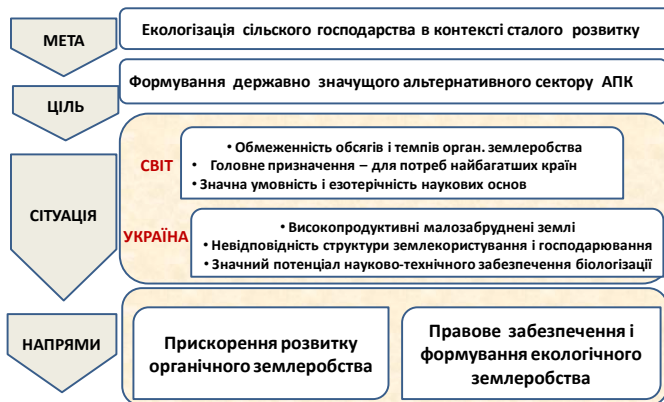 МЕТА
Екологізація сільского господарства в контексті сталого розвитку
ЦІЛЬ
Формування державно значущого альтернативного сектору АПК
СІТУАЦІЯ
СВІТ
• Обмеженність обсягів і темпів орган. землеробства
• Головне призначення – для потреб найбагатших країн
• Значна умовність і езотерічність наукових основ
УКРАЇНА
• Високопродуктивні малозабруднені землі
• Невідповідність структури землекористування і господарювання
• Значний потенціал науково-технічного забезпечення біологізації
НАПРЯМИ
Прискорення розвитку
органічного землеробства
Правове забезпечення і
формування екологічного
землеробства